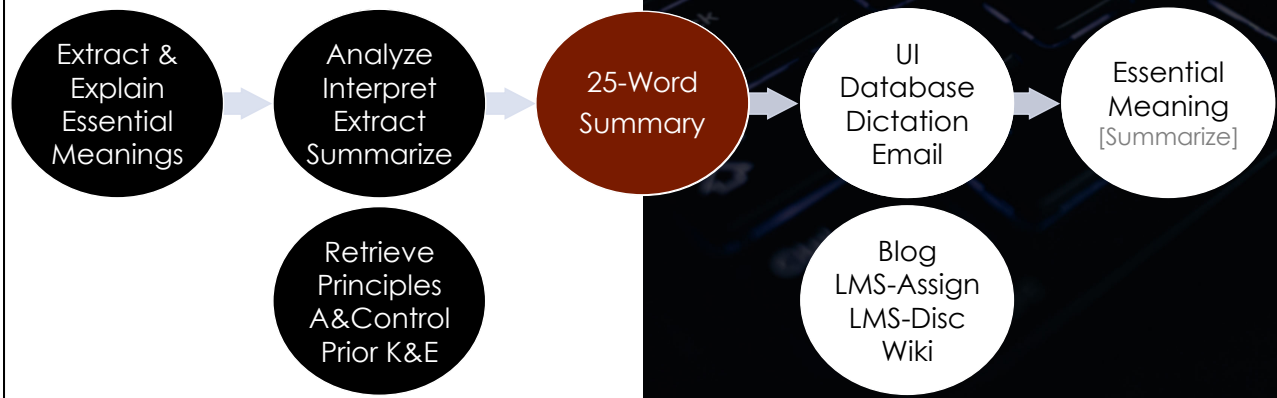 Extract &
Explain
Essential
Meanings
Analyze
Interpret
Extract
Summarize
25-Word
Summary
UI
Database
Dictation
Email
Essential
Meaning
[Summarize]
Retrieve
Principles
A&Control
Prior K&E
Blog
LMS-Assign
LMS-Disc
Wiki